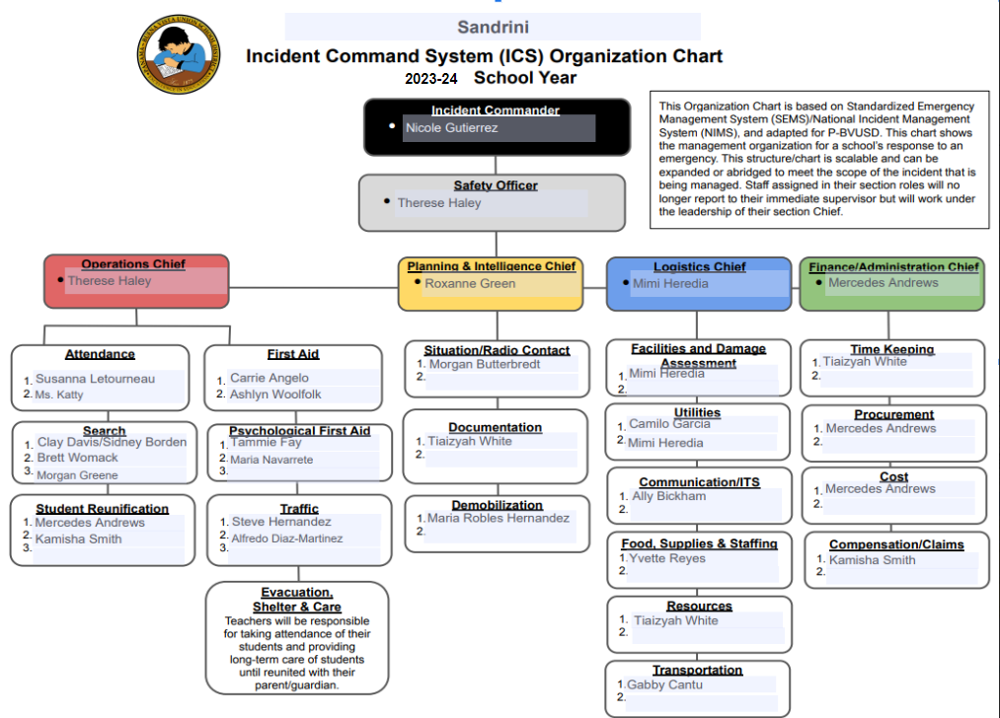 Sandrini
Incident Command System (ICS) Organization Chart
2023-24 School Year
Incident Commander
• Nicole Gutierrez
This Organization Chart is based on Standardized Emergency
Management System (SEMS)/National Incident Management
System (NIMS), and adapted for P-BVUSD. This chart shows
the management organization for a school's response to an
emergency. This structure/chart is scalable and can be
expanded or abridged to meet the scope of the incident that is
being managed. Staff assigned in their section roles will no
longer report to their immediate supervisor but will work under
the leadership of their section Chief.
Safety Officer
• Therese Haley
Operations Chief
• Therese Haley
Attendance
1. Susanna Letourneau
2. Ms. Katty
Search
1. Clay Davis/Sidney Borden
2. Brett Womack
3. Morgan Greene
Student Reunification
1. Mercedes Andrews
2. Kamisha Smith
3.
First Aid
1. Carrie Angelo
2. Ashlyn Woolfolk
Psychological First Aid
1. Tammie Fay
2. Maria Navarrete
3.
Traffic
1. Steve Hernandez
2. Alfredo Diaz-Martinez
3.
Evacuation,
Shelter & Care
Teachers will be responsible
for taking attendance of their
students and providing
long-term care of students
until reunited with their
parent/guardian.
Planning & Intelligence Chief
• Roxanne Green
Situation/Radio Contact
1. Morgan Butterbredt
2.
Documentation
1. Tiaizyah White
2.
Demobilization
1. Maria Robles Hernandez
2.
Logistics Chief
• Mimi Heredia
Facilities and Damage
Assessment
1. Mimi Heredia
2.
Utilities
1. Camilo Garcia
2. Mimi Heredia
Communication/ITS
1. Ally Bickham
2.
Food, Supplies & Staffing
1. Yvette Reyes
2.
Resources
1. Tiaizyah White
2.
Transportation
1. Gabby Cantu
2.
Finance/Administration Chief
• Mercedes Andrews
Time Keeping
1. Tiaizyah White
2.
Procurement
1. Mercedes Andrews
2.
Cost
1. Mercedes Andrews
2.
Compensation/Claims
1. Kamisha Smith
2.